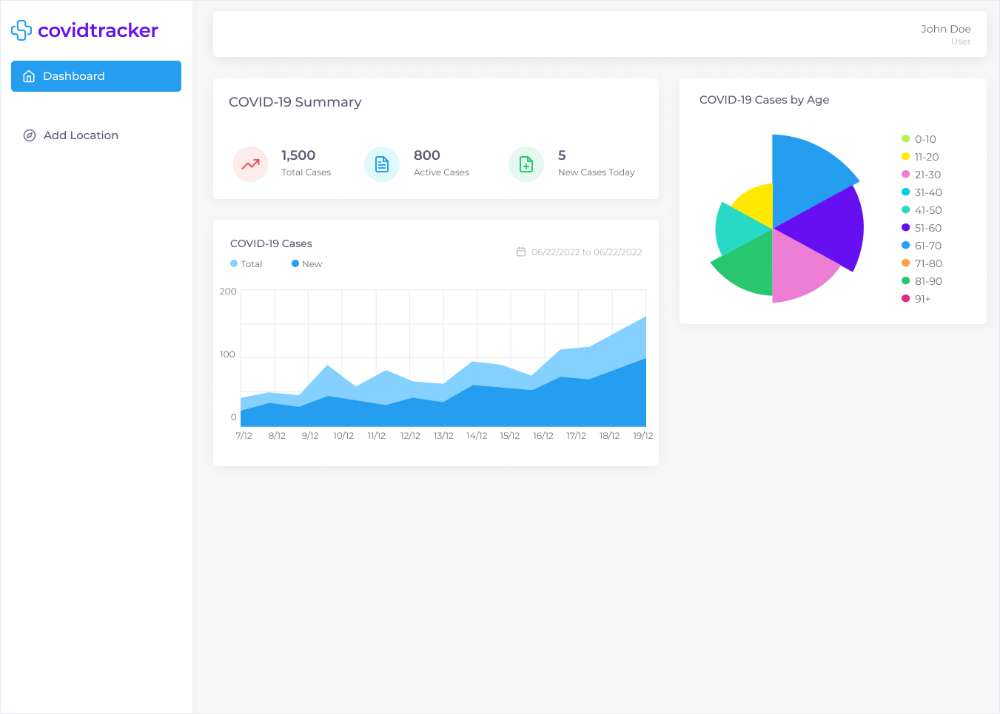 covidtracker
Dashboard
Add Location
John Doe
User
COVID-19 Summary
1,500
Total Cases
800
Active Cases
5
New Cases Today
COVID-19 Cases
Total
New
06/22/2022 to 06/22/2022
200
100
0
7/12 8/12 9/12 10/12 11/12 12/12 13/12 14/12 15/12 16/12 17/12 18/12 19/12
COVID-19 Cases by Age
0-10
11-20
21-30
31-40
41-50
51-60
61-70
71-80
81-90
91+